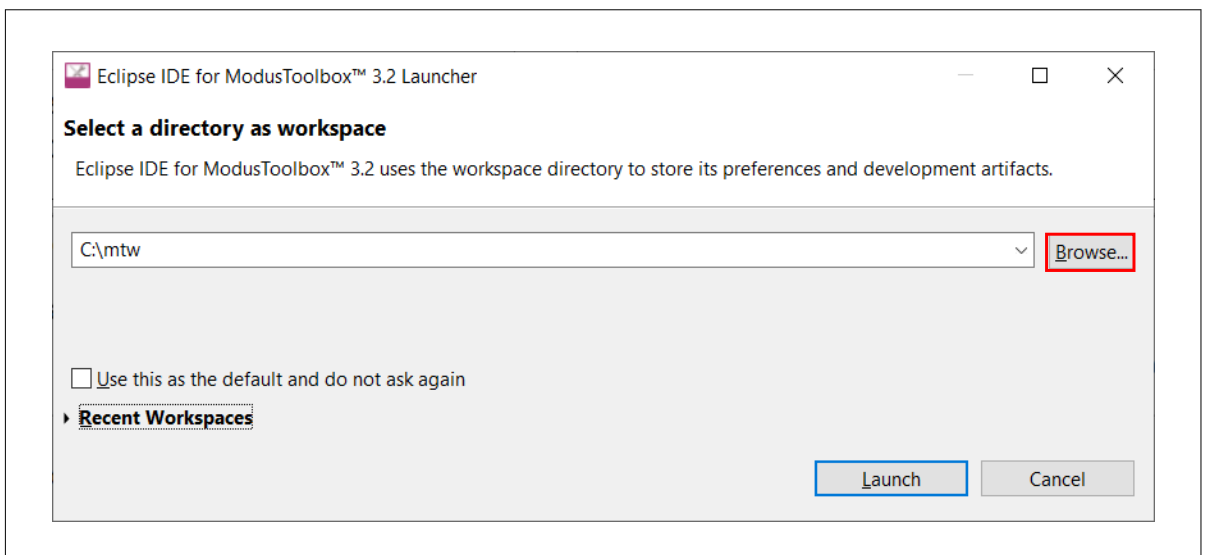 Eclipse IDE for ModusToolbox™ 3.2 Launcher
Select a directory as workspace
Eclipse IDE for ModusToolbox™ 3.2 uses the workspace directory to store its preferences and development artifacts.
C:\mtw
Browse...
Use this as the default and do not ask again
Recent Workspaces
Launch Cancel